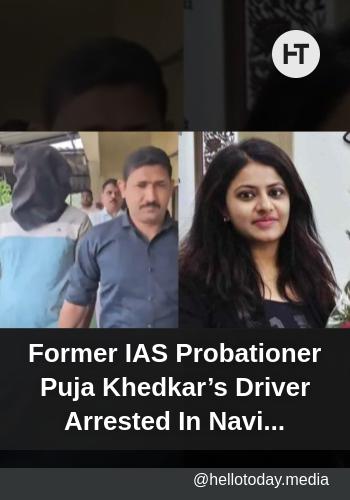 HT
Former IAS Probationer
Puja Khedkar’s Driver
Arrested In Navi...
@hellotoday.media